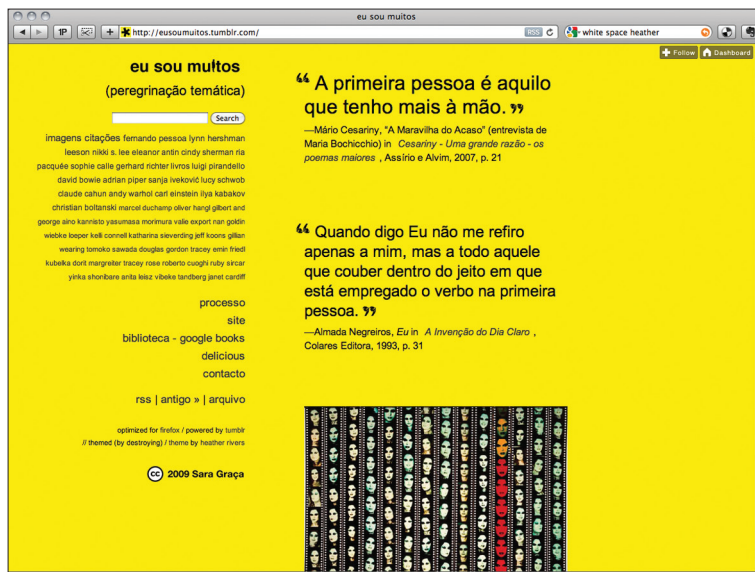 eu sou muitos
1P
http://eusoumuitos.tumblr.com/
RSS
white space heather
Follow
Dashboard
eu sou muitos
(peregrinação temática)
Search
imagens citações fernando pessoa lynn hershman
leeson nikki s. lee eleanor antin cindy sherman ria
pacquée sophie calle gerhard richter livros luigi pirandello
david bowie adrian piper sanja iveković lucy schwob
claude cahun andy warhol carl einstein ilya kabakov
christian boltanski marcel duchamp oliver hangl gilbert and
george aino kannisto yasumasa morimura valie export nan goldin
wiebke loeper kelli connell katharina sieverding jeff koons gillian
wearing tomoko sawada douglas gordon tracey emin friedl
kubelka dorit margreiter tracey rose roberto cuoghi ruby sircar
yinka shonibare anita leisz vibeke tandberg janet cardiff
processo
site
biblioteca - google books
delicious
contacto
rss | antigo » | arquivo
optimized for firefox / powered by tumblr
// themed (by destroying) / theme by heather rivers
cc 2009 Sara Graça
“ A primeira pessoa é aquilo
que tenho mais à mão. ”
—Mário Cesariny, "A Maravilha do Acaso" (entrevista de
Maria Bochicchio) in Cesariny - Uma grande razão - os
poemas maiores , Assírio e Alvim, 2007, p. 21
“ Quando digo Eu não me refiro
apenas a mim, mas a todo aquele
que couber dentro do jeito em que
está empregado o verbo na primeira
pessoa. ”
—Almada Negreiros, Eu in A Invenção do Dia Claro ,
Colares Editora, 1993, p. 31